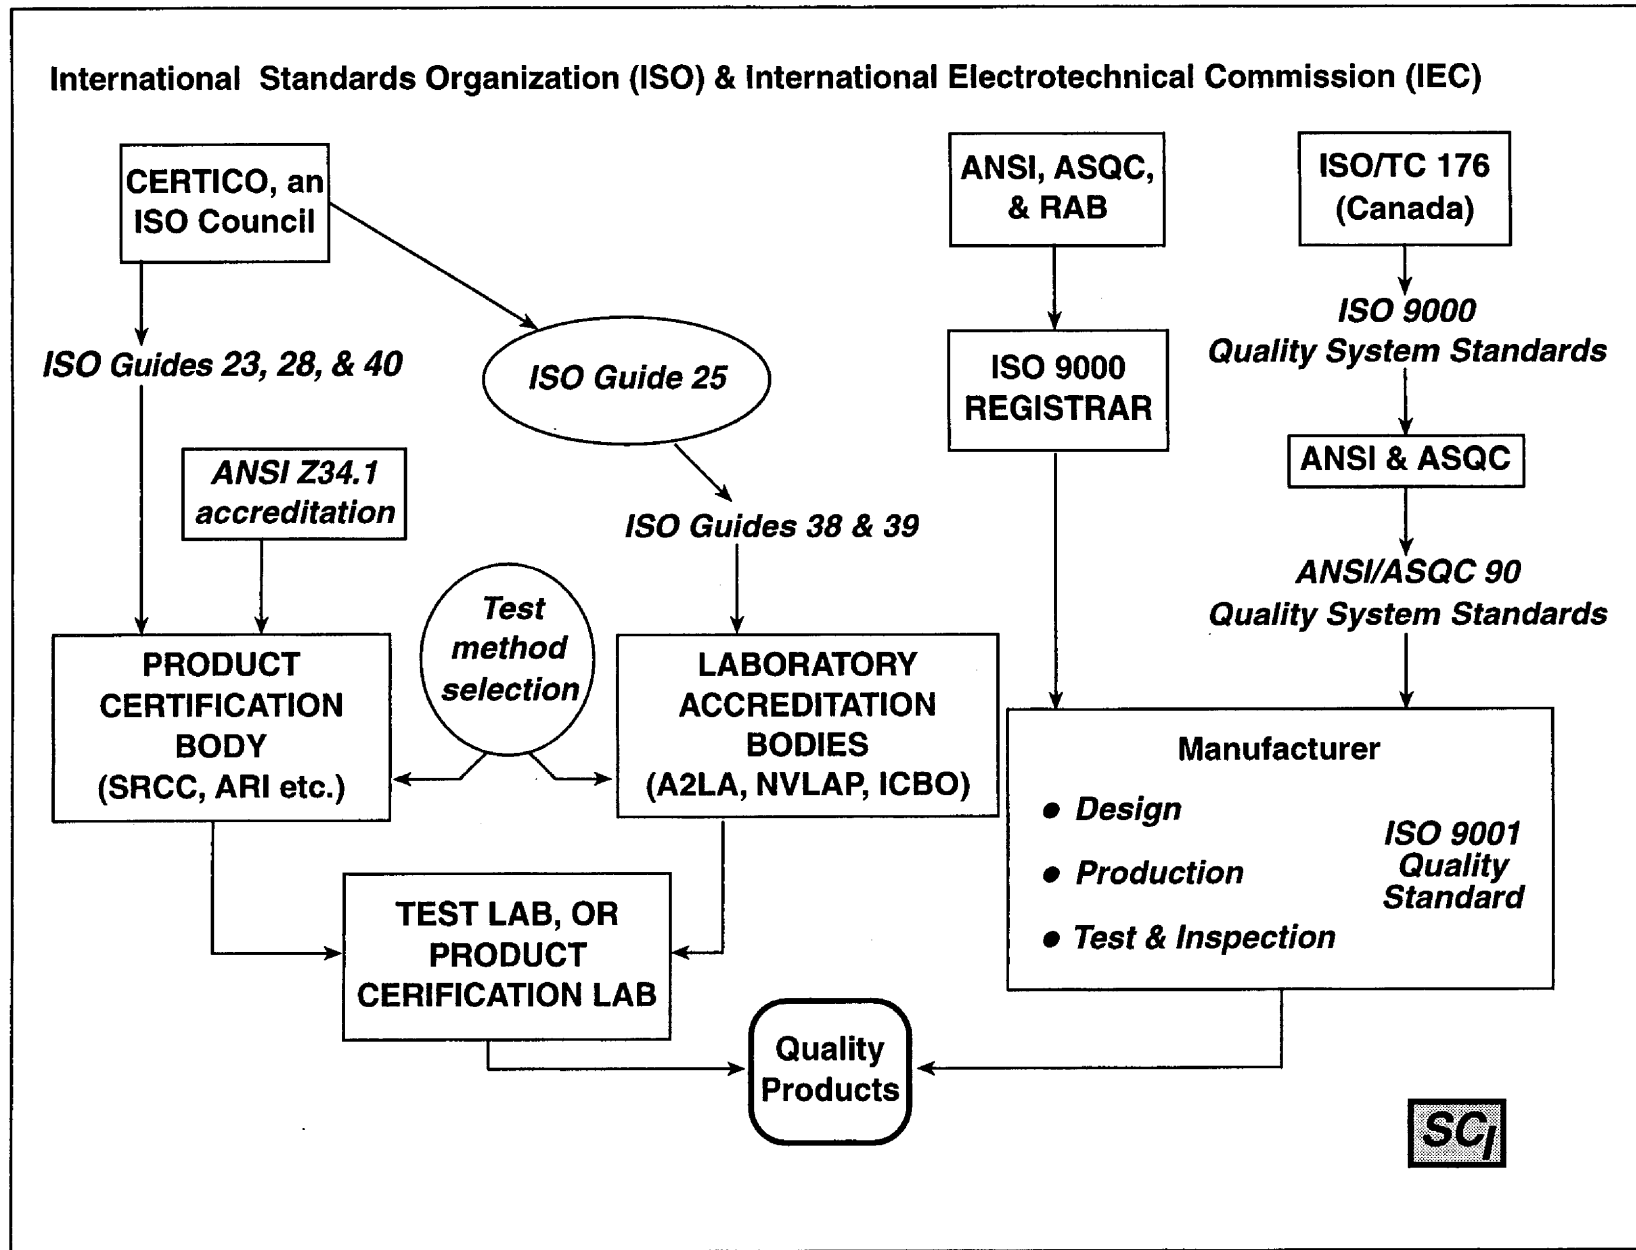 International Standards Organization (ISO) & International Electrotechnical Commission (IEC)
CERTICO, an
ISO Council
ANSI, ASQC,
& RAB
ISO/TC 176
(Canada)
ISO 9000
Quality System Standards
ISO Guides 23, 28, & 40
ISO Guide 25
ISO 9000
REGISTRAR
ANSI & ASQC
ANSI Z34.1
accreditation
ISO Guides 38 & 39
ANSI/ASQC 90
Quality System Standards
Test
method
selection
PRODUCT
CERTIFICATION
BODY
(SRCC, ARI etc.)
LABORATORY
ACCREDITATION
BODIES
(A2LA, NVLAP, ICBO)
Manufacturer
● Design
● Production
● Test & Inspection
ISO 9001
Quality
Standard
TEST LAB, OR
PRODUCT
CERIFICATION LAB
Quality
Products
SCI